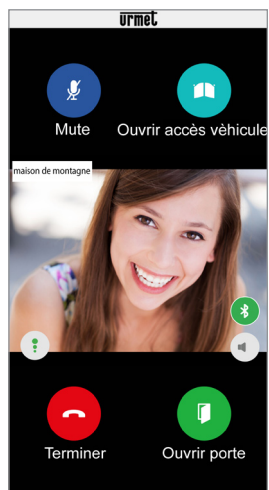 urmet
Mute
Ouvrir accès vèhicule
maison de montagne
Terminer
Ouvrir porte